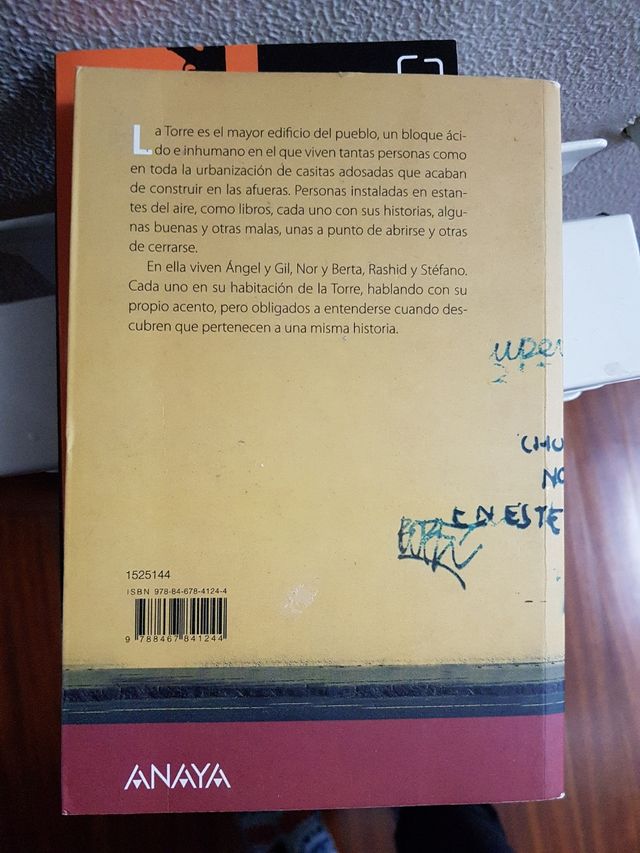 La Torre es el mayor edificio del pueblo, un bloque áci-
do e inhumano en el que viven tantas personas como
en toda la urbanización de casitas adosadas que acaban
de construir en las afueras. Personas instaladas en estan-
tes del aire, como libros, cada uno con sus historias, algu-
nas buenas y otras malas, unas a punto de abrirse y otras
de cerrarse.
En ella viven Ángel y Gil, Nor y Berta, Rashid y Stéfano.
Cada uno en su habitación de la Torre, hablando con su
propio acento, pero obligados a entenderse cuando des-
cubren que pertenecen a una misma historia.
CHU
NO
EN ESTE
1525144
ISBN 978-84-678-4124-4
9 788467 841244
ANAYA